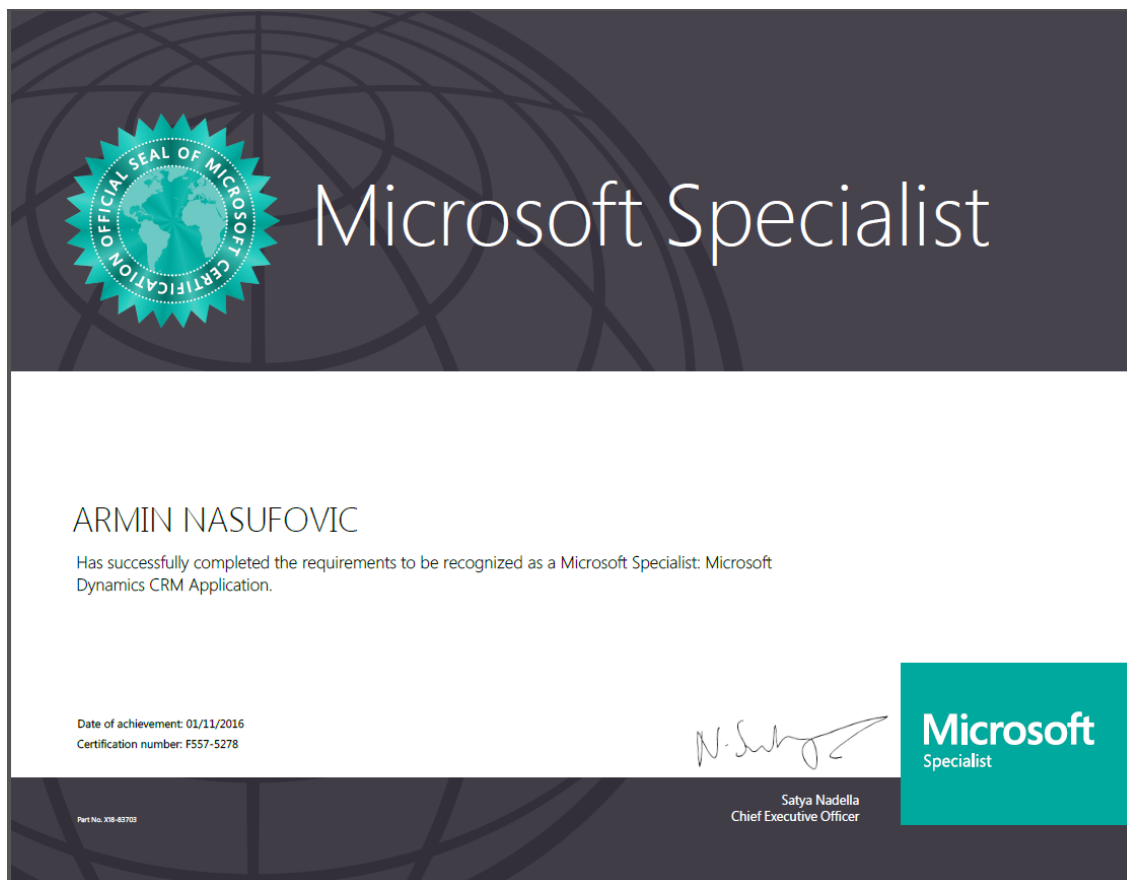 OFFICIAL SEAL OF MICROSOFT CERTIFICATION
Microsoft Specialist
ARMIN NASUFOVIC
Has successfully completed the requirements to be recognized as a Microsoft Specialist: Microsoft
Dynamics CRM Application.
Date of achievement: 01/11/2016
Certification number: F557-5278
Microsoft
Specialist
Satya Nadella
Chief Executive Officer
Part No. X18-83703